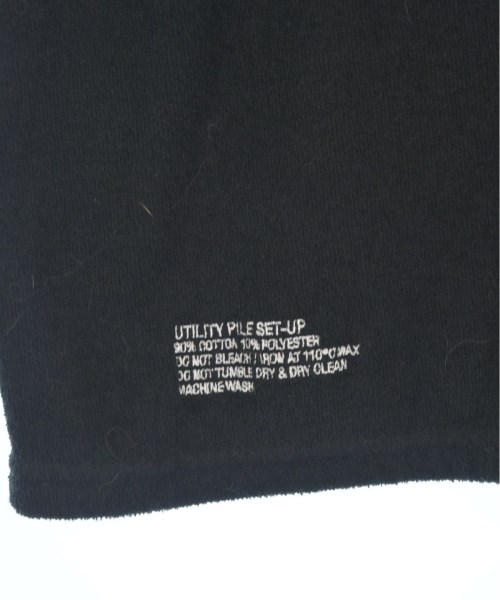 UTILITY PILE SET-UP
90% COTTON 10% POLYESTER
DO NOT BLEACH / IRON AT 110°C MAX
DO NOT TUMBLE DRY & DRY CLEAN
MACHINE WASH